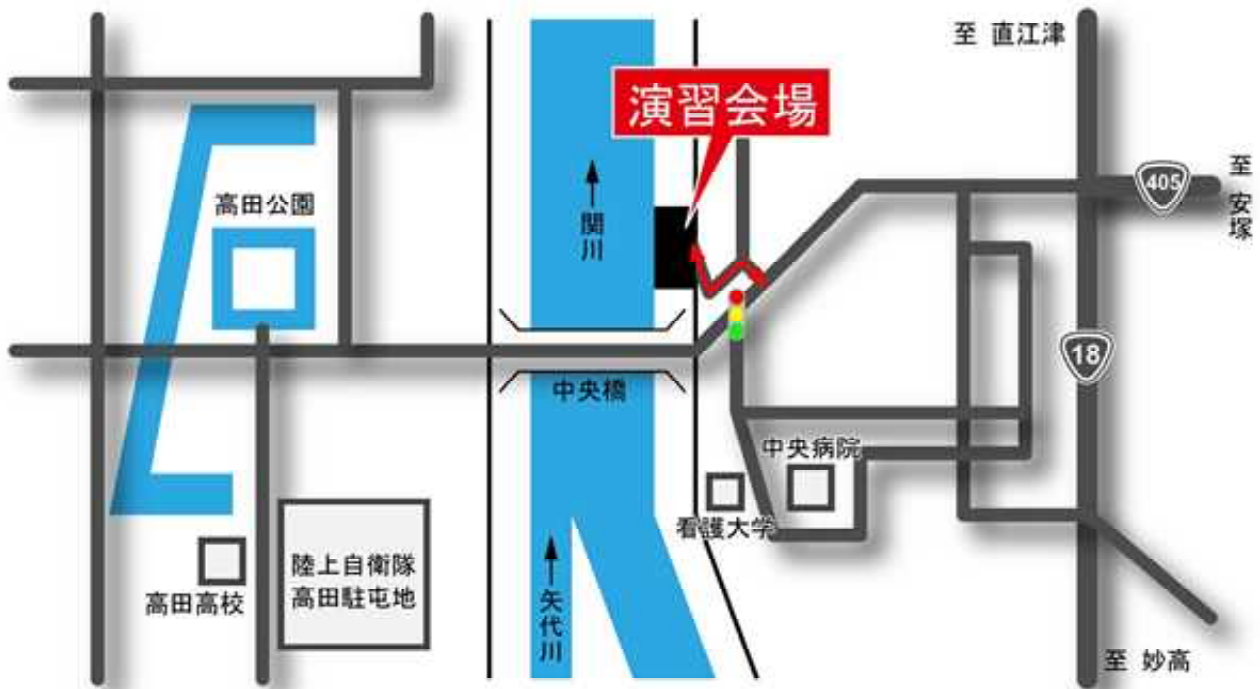 至 直江津
演習会場
405
至
安塚
高田公園
関川
18
中央橋
中央病院
看護大学
陸上自衛隊
高田駐屯地
高田高校
矢代川
至 妙高